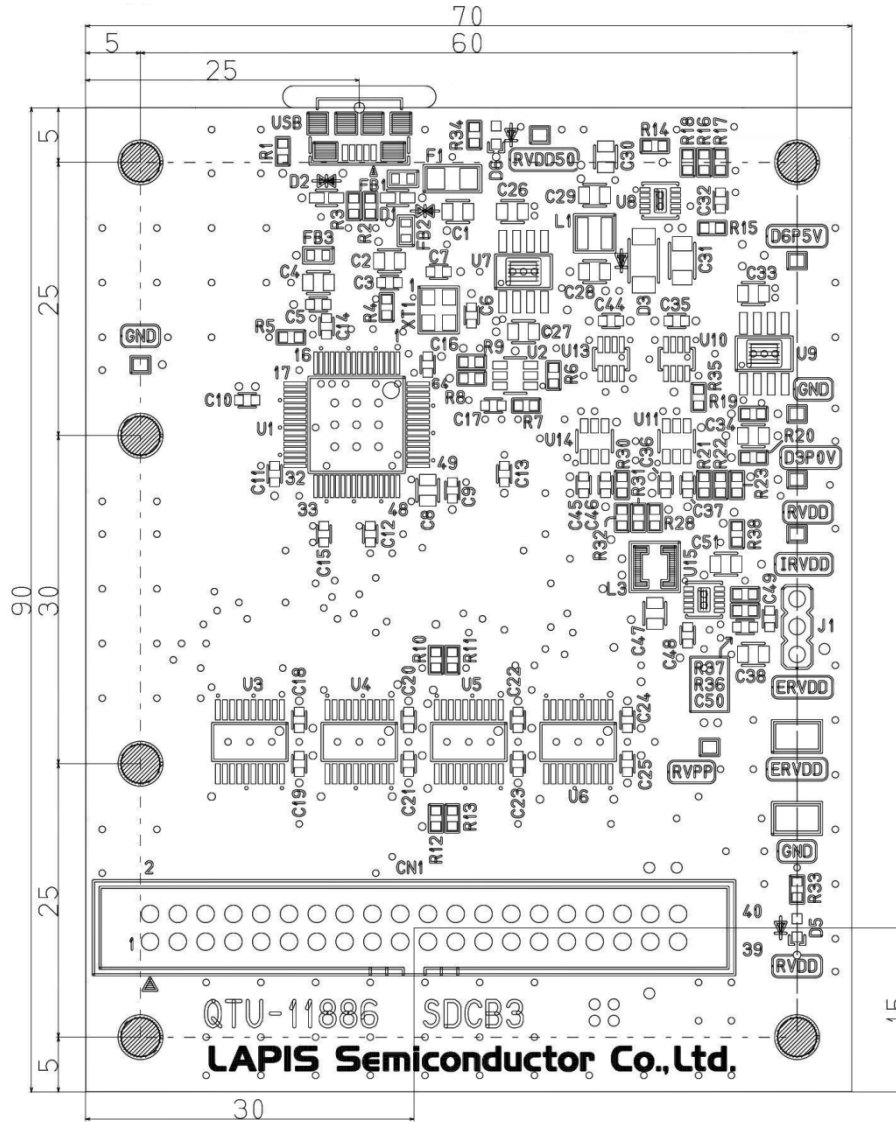 70
5 60
25
5
USB
R1
R34
D6
RVDD50
C30
R14
R18
R16
R17
D2
FB1
FJ
C26
C29
U8
C32
R3
R2
D1
FB2
C1
L1
R15
D6P5V
FB3
C2
C7
U7
C31
C4
C3
C28
D3
C33
25
25
C5
C14
R4
XT1
1
C6
C27
C44
C35
GND
R5
16
1
C16
R9
U2
U13
U10
U9
17
64
R8
R6
R35
GND
C10
C17
R7
R19
U1
U14
U11
C34
R20
49
R30
C36
R21
R22
D3P0V
C11
32
C13
R31
R23
33
48
C8
C9
C45
C46
C37
RVDD
C15
C12
R32
R28
C51
R38
IRVDD
90
30
30
L3
U15
C49
C47
C48
J1
R10
R11
R37
C38
R36
C50
ERVDD
U3
C18
U4
C20
U5
C22
C24
RVPP
ERVDD
C19
C21
C23
U6
C25
R12
R13
GND
2
CN1
R33
25
25
40
1
39
D5
RVDD
QTU-11886 SDCB3
15
5
LAPIS Semiconductor Co.,Ltd.
30